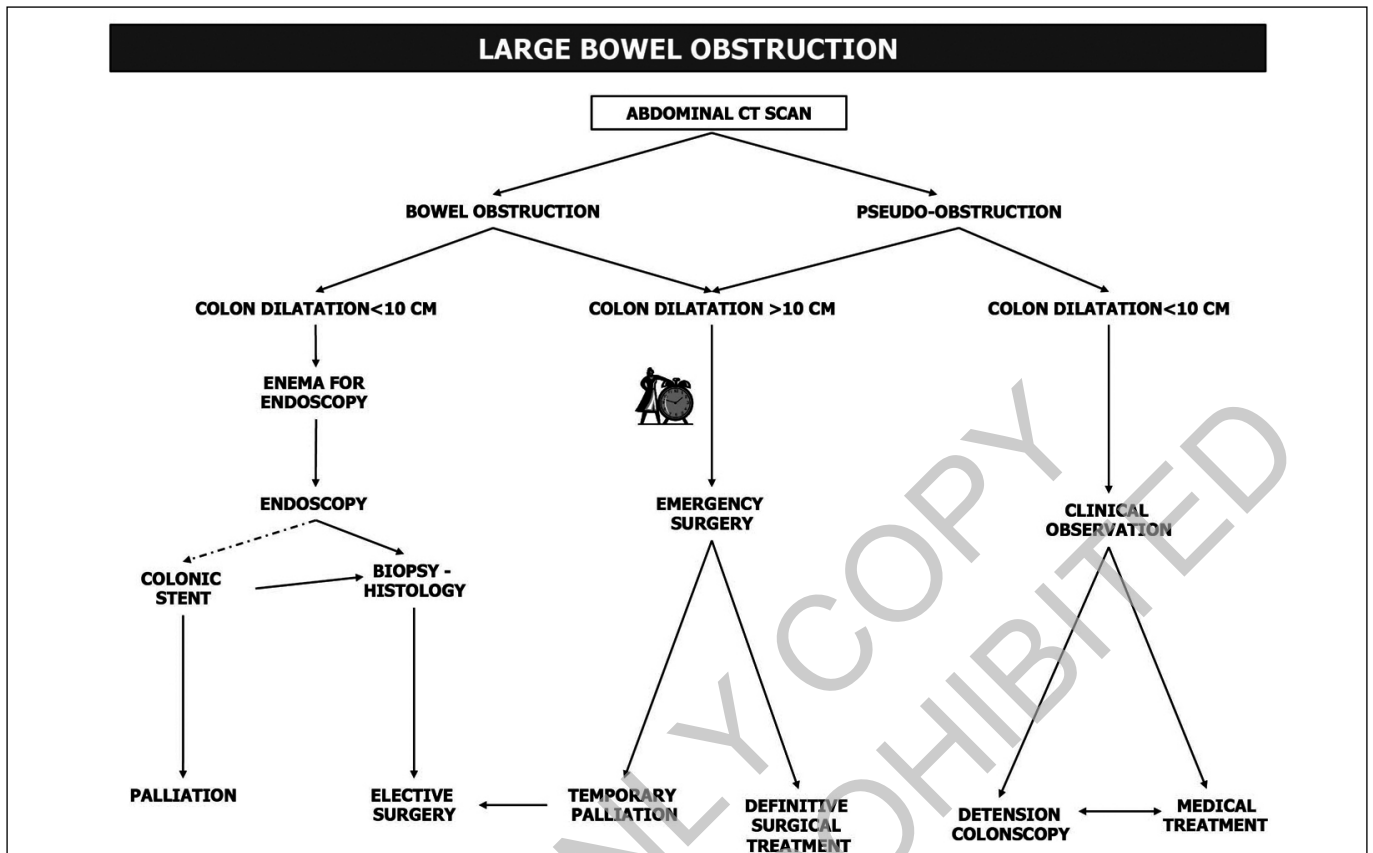 LARGE BOWEL OBSTRUCTION
ABDOMINAL CT SCAN
BOWEL OBSTRUCTION
PSEUDO-OBSTRUCTION
COLON DILATATION<10 CM
COLON DILATATION >10 CM
COLON DILATATION<10 CM
ENEMA FOR
ENDOSCOPY
ENDOSCOPY
EMERGENCY
SURGERY
CLINICAL
OBSERVATION
COLONIC
STENT
BIOPSY -
HISTOLOGY
PALLIATION
ELECTIVE
SURGERY
TEMPORARY
PALLIATION
DEFINITIVE
SURGICAL
TREATMENT
DETENSION
COLONSCOPY
MEDICAL
TREATMENT
COPY